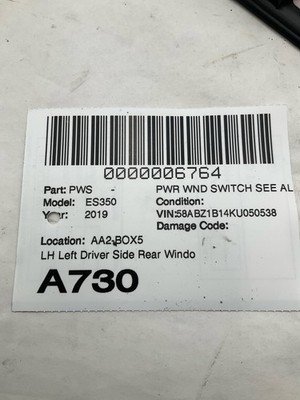 0000006764
Part: PWS - PWR WND SWITCH SEE AL
Model: ES350 Condition:
Year: 2019 VIN:58ABZ1B14KU050538
Damage Code:
Location: AA2 BOX5
LH Left Driver Side Rear Windo
A730